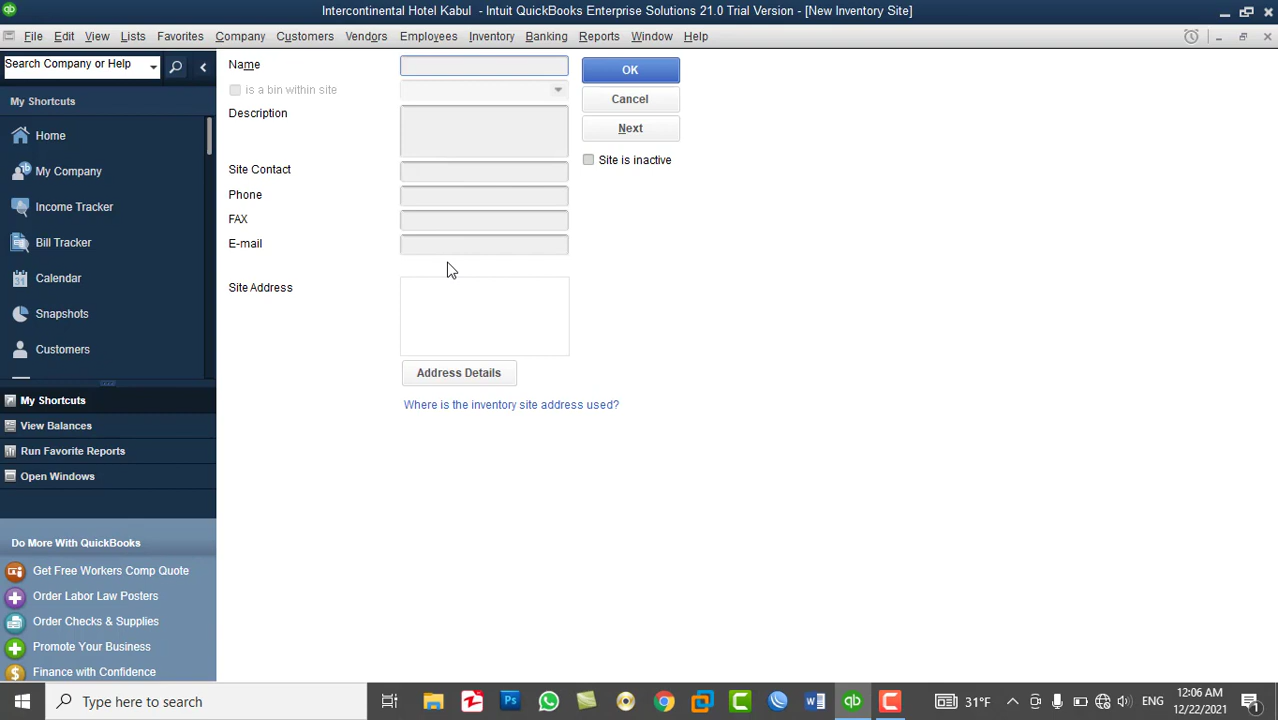 Intercontinental Hotel Kabul - Intuit QuickBooks Enterprise Solutions 21.0 Trial Version - [New Inventory Site]
File Edit View Lists Favorites Company Customers Vendors Employees Inventory Banking Reports Window Help
Search Company or Help
My Shortcuts
Home
My Company
Income Tracker
Bill Tracker
Calendar
Snapshots
Customers
My Shortcuts
View Balances
Run Favorite Reports
Open Windows
Do More With QuickBooks
Get Free Workers Comp Quote
Order Labor Law Posters
Order Checks & Supplies
Promote Your Business
Finance with Confidence
Name
is a bin within site
Description
Site Contact
Phone
FAX
E-mail
Site Address
Address Details
Where is the inventory site address used?
OK
Cancel
Next
Site is inactive
Type here to search
31°F
ENG
12:06 AM
12/22/2021